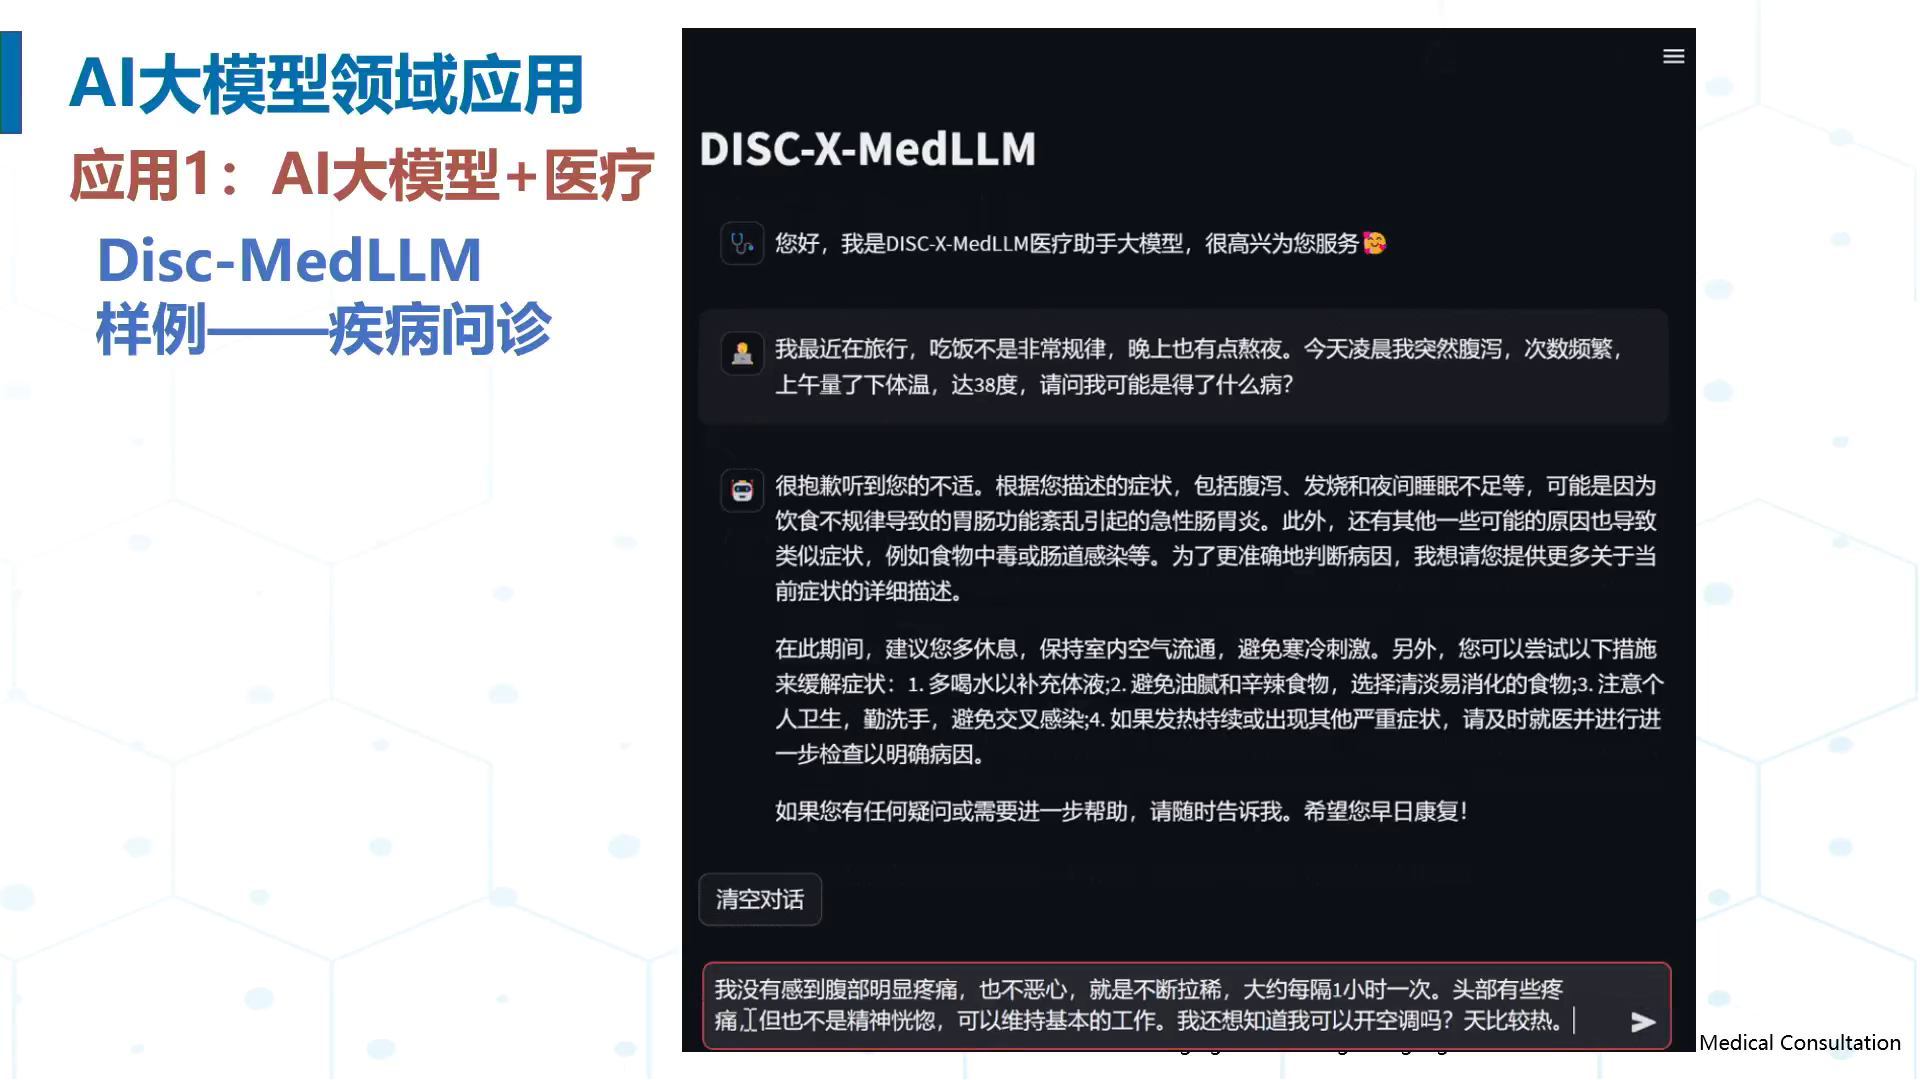 AI大模型领域应用
应用1：AI大模型+医疗
Disc-MedLLM
样例——疾病问诊
DISC-X-MedLLM
您好，我是DISC-X-MedLLM医疗助手大模型，很高兴为您服务🥰
我最近在旅行，吃饭不是非常规律，晚上也有点熬夜。今天凌晨我突然腹泻，次数频繁，
上午量了下体温，达38度，请问我可能是得了什么病？
很抱歉听到您的不适。根据您描述的症状，包括腹泻、发烧和夜间睡眠不足等，可能是因为
饮食不规律导致的胃肠功能紊乱引起的急性肠胃炎。此外，还有其他一些可能的原因也导致
类似症状，例如食物中毒或肠道感染等。为了更准确地判断病因，我想请您提供更多关于当
前症状的详细描述。
在此期间，建议您多休息，保持室内空气流通，避免寒冷刺激。另外，您可以尝试以下措施
来缓解症状：1. 多喝水以补充体液;2. 避免油腻和辛辣食物，选择清淡易消化的食物;3. 注意个
人卫生，勤洗手，避免交叉感染;4. 如果发热持续或出现其他严重症状，请及时就医并进行进
一步检查以明确病因。
如果您有任何疑问或需要进一步帮助，请随时告诉我。希望您早日康复！
清空对话
我没有感到腹部明显疼痛，也不恶心，就是不断拉稀，大约每隔1小时一次。头部有些疼
痛，但也不是精神恍惚，可以维持基本的工作。我还想知道我可以开空调吗？天比较热。
Medical Consultation